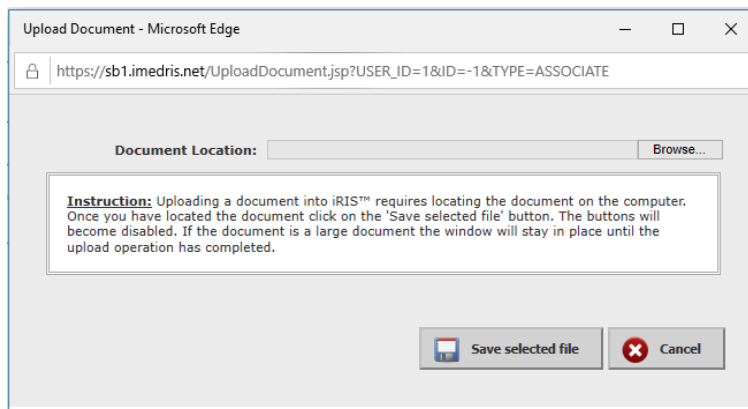 Upload Document - Microsoft Edge
https://sb1.imedris.net/UploadDocument.jsp?USER_ID=1&ID=-1&TYPE=ASSOCIATE
Document Location: Browse...
Instruction: Uploading a document into iRIS™ requires locating the document on the computer.
Once you have located the document click on the 'Save selected file' button. The buttons will
become disabled. If the document is a large document the window will stay in place until the
upload operation has completed.
Save selected file Cancel